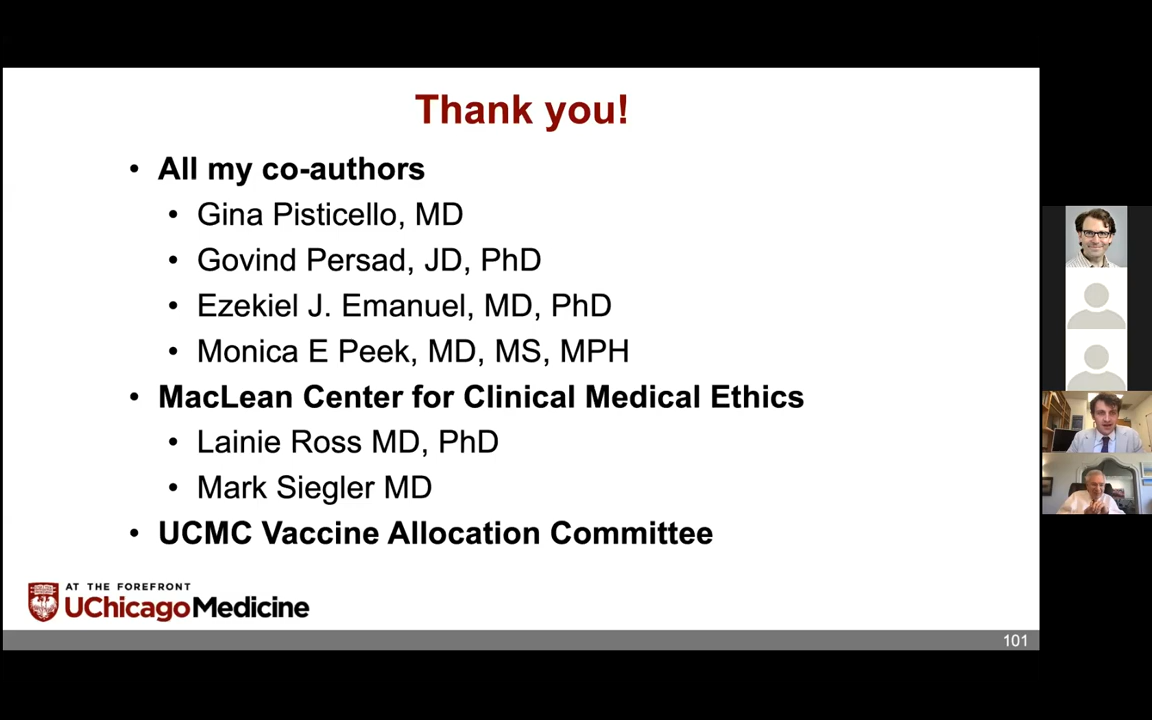 Thank you!
• All my co-authors
• Gina Pisticello, MD
• Govind Persad, JD, PhD
• Ezekiel J. Emanuel, MD, PhD
• Monica E Peek, MD, MS, MPH
• MacLean Center for Clinical Medical Ethics
• Lainie Ross MD, PhD
• Mark Siegler MD
• UCMC Vaccine Allocation Committee
AT THE FOREFRONT
UChicagoMedicine
101